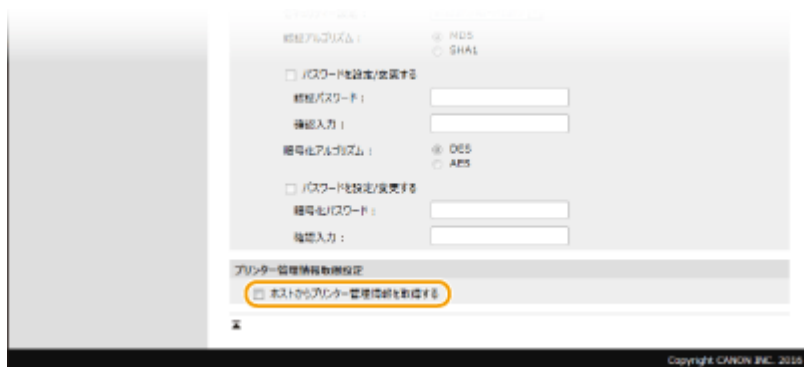 認証アルゴリズム：
MD5
SHA1
パスワードを設定/変更する
認証パスワード：
確認入力：
暗号化アルゴリズム：
DES
AES
パスワードを設定/変更する
暗号化パスワード：
確認入力：
プリンター管理情報取得設定
ホストからプリンター管理情報を取得する
Copyright CANON INC. 2016